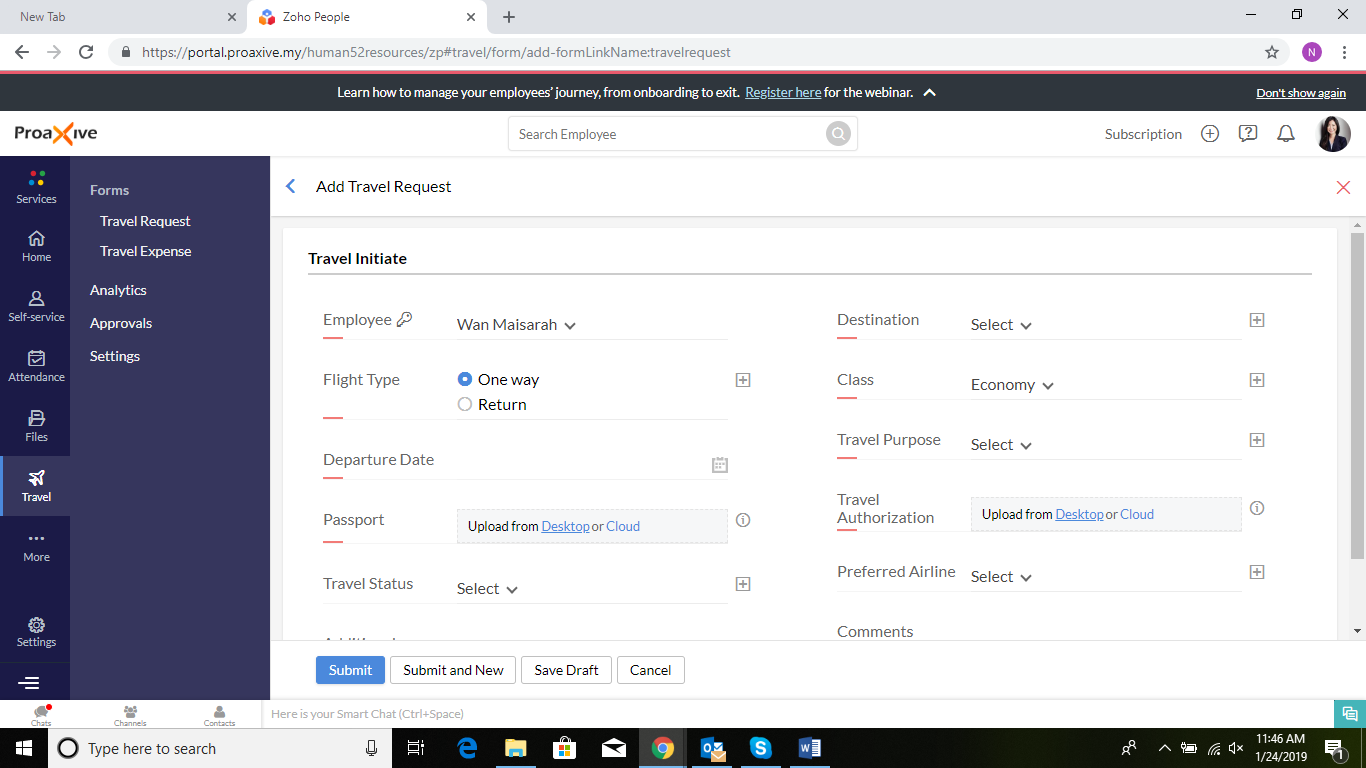 New Tab
Zoho People
https://portal.proaxive.my/human52resources/zp#travel/form/add-formLinkName:travelrequest
N
Learn how to manage your employees' journey, from onboarding to exit. Register here for the webinar.
Don't show again
ProaXive
Search Employee
Subscription
Services
Home
Self-service
Attendance
Files
Travel
More
Settings
Forms
Travel Request
Travel Expense
Analytics
Approvals
Settings
Add Travel Request
Travel Initiate
Employee
Wan Maisarah
Destination
Select
Flight Type
One way
Return
Class
Economy
Departure Date
Travel Purpose
Select
Passport
Upload from Desktop or Cloud
Travel
Authorization
Upload from Desktop or Cloud
Travel Status
Select
Preferred Airline
Select
Comments
Submit
Submit and New
Save Draft
Cancel
Chats
Channels
Contacts
Here is your Smart Chat (Ctrl+Space)
Type here to search
11:46 AM
1/24/2019
1